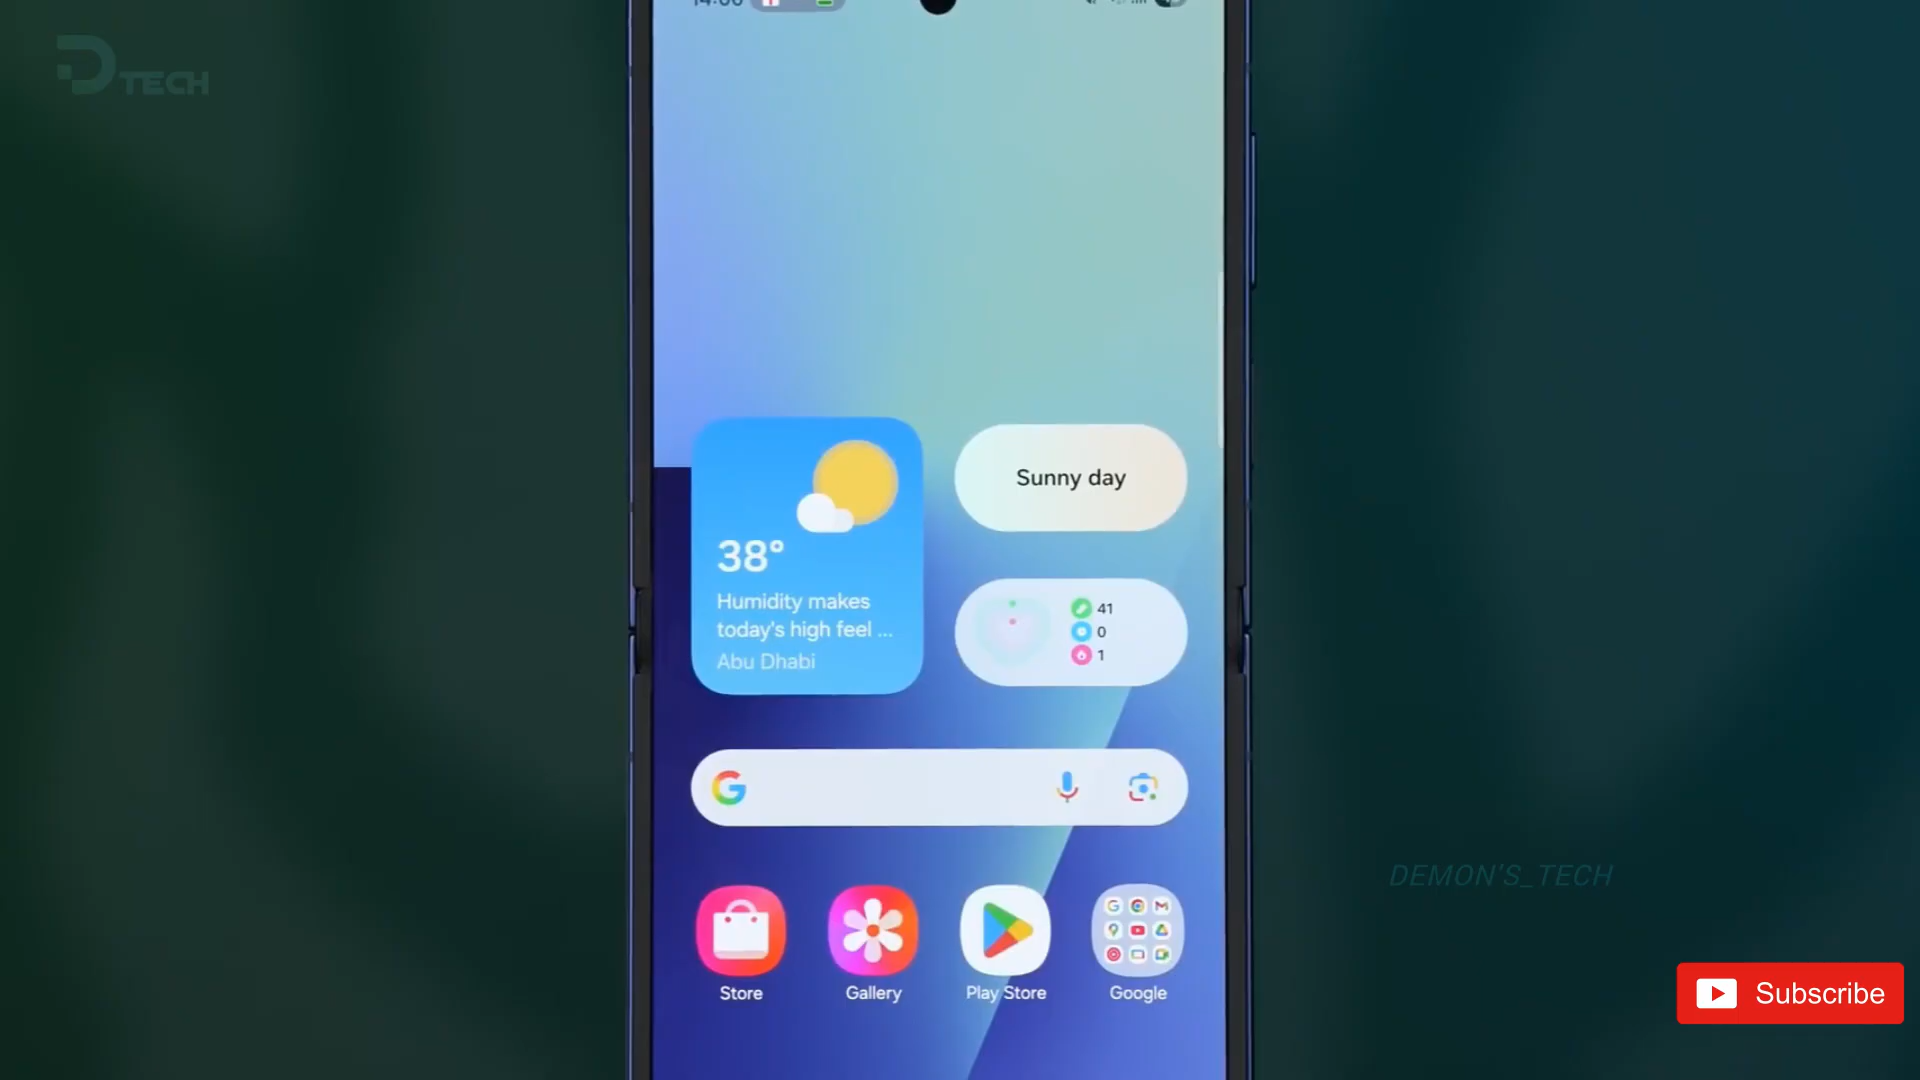 D TECH
Sunny day
38°
Humidity makes
today's high feel ...
Abu Dhabi
41
0
1
G
Store
Gallery
Play Store
Google
DEMON'S_TECH
Subscribe